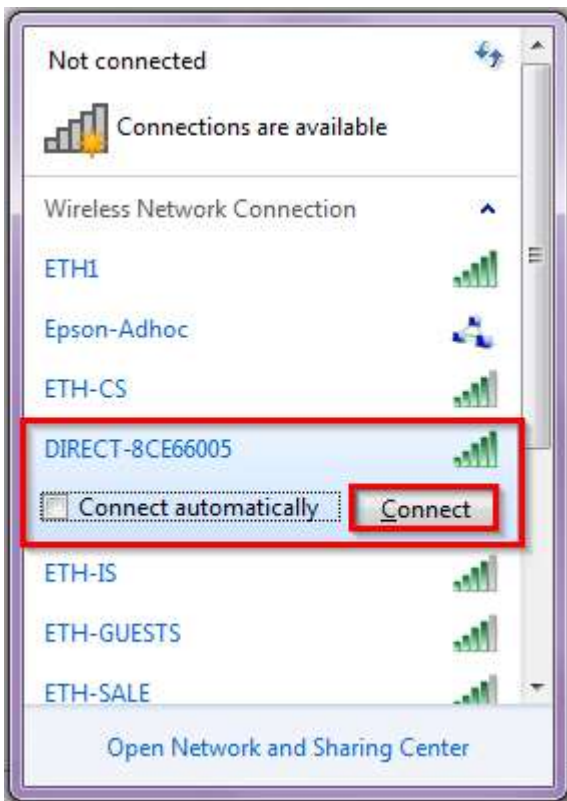 Not connected
Connections are available
Wireless Network Connection
ETH1
Epson-Adhoc
ETH-CS
DIRECT-8CE66005
Connect automatically Connect
ETH-IS
ETH-GUESTS
ETH-SALE
Open Network and Sharing Center